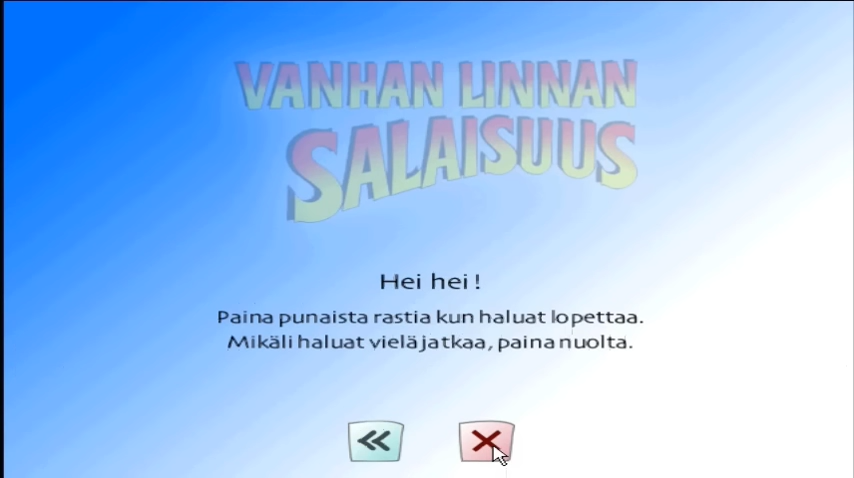 VANHAN LINNAN
SALAISUUS
Hei hei!
Paina punaista rastia kun haluat lopettaa.
Mikäli haluat vielä jatkaa, paina nuolta.